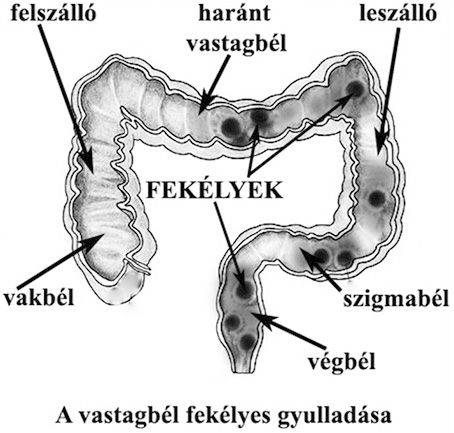 felszálló
haránt
vastagbél
leszálló
FEKÉLYEK
vakbél
szigmabél
végbél
A vastagbél fekélyes gyulladása